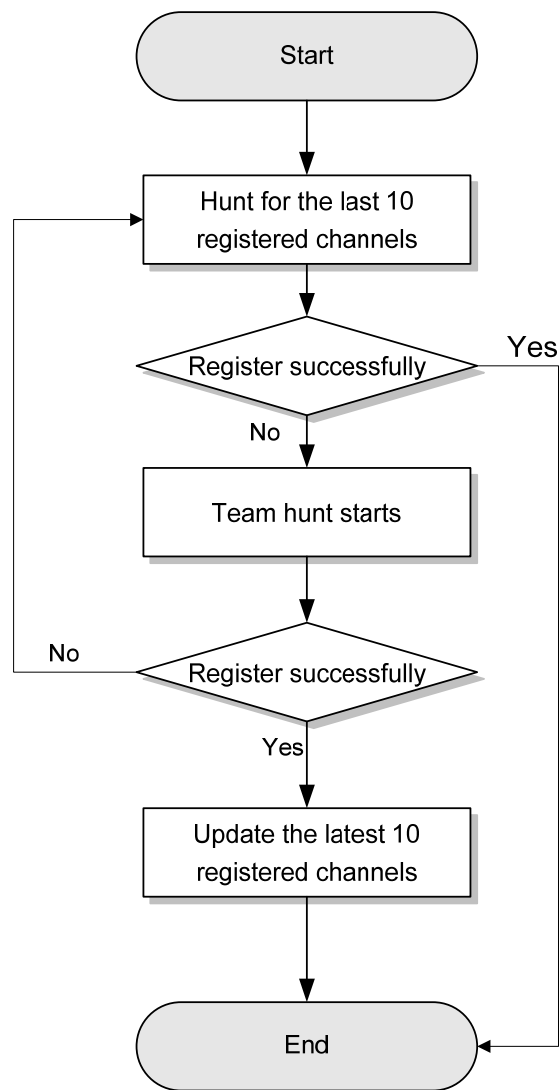 Start
Hunt for the last 10
registered channels
Yes
Register successfully
No
Team hunt starts
No
Register successfully
Yes
Update the latest 10
registered channels
End